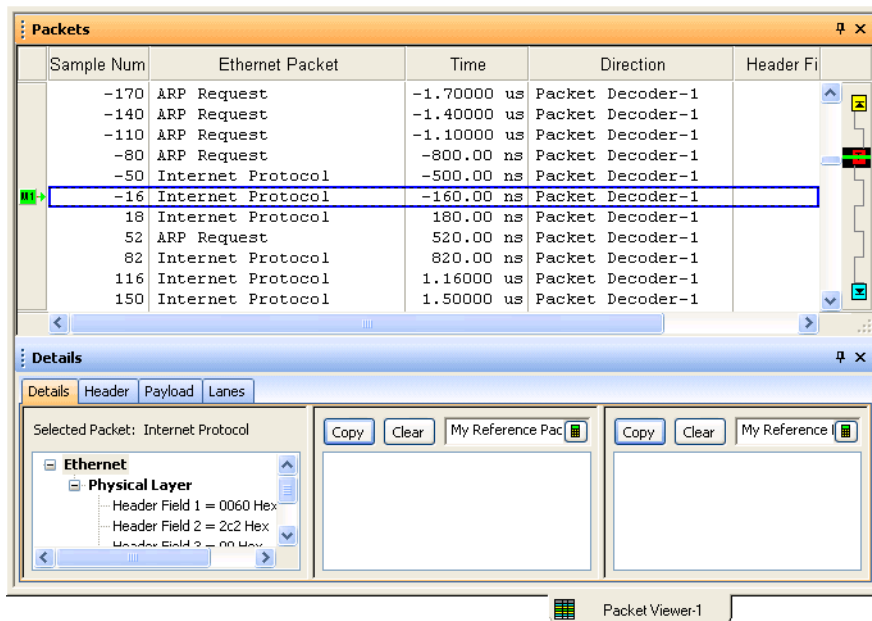 Packets
Sample Num Ethernet Packet Time Direction Header Fi
-170 ARP Request -1.70000 us Packet Decoder-1
-140 ARP Request -1.40000 us Packet Decoder-1
-110 ARP Request -1.10000 us Packet Decoder-1
-80 ARP Request -800.00 ns Packet Decoder-1
-50 Internet Protocol -500.00 ns Packet Decoder-1
M1 -16 Internet Protocol -160.00 ns Packet Decoder-1
18 Internet Protocol 180.00 ns Packet Decoder-1
52 ARP Request 520.00 ns Packet Decoder-1
82 Internet Protocol 820.00 ns Packet Decoder-1
116 Internet Protocol 1.16000 us Packet Decoder-1
150 Internet Protocol 1.50000 us Packet Decoder-1
Details
Details Header Payload Lanes
Selected Packet: Internet Protocol
Copy Clear My Reference Pac
Copy Clear My Reference
Ethernet
Physical Layer
Header Field 1 = 0060 Hex
Header Field 2 = 2c2 Hex
Header Field 3 = 00 Hex
Packet Viewer-1